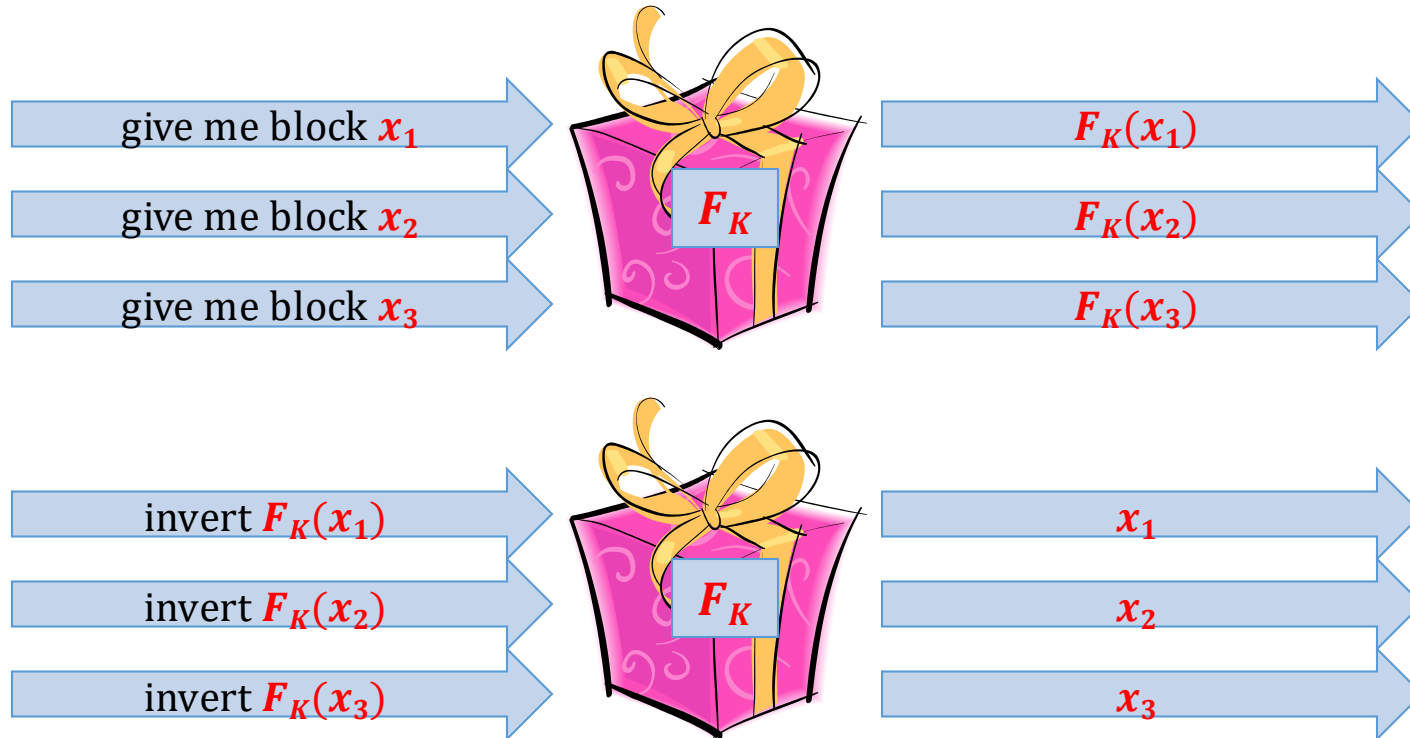 give me block x₁
F_K(x₁)
give me block x₂
F_K
F_K(x₂)
give me block x₃
F_K(x₃)
invert F_K(x₁)
x₁
invert F_K(x₂)
F_K
x₂
invert F_K(x₃)
x₃